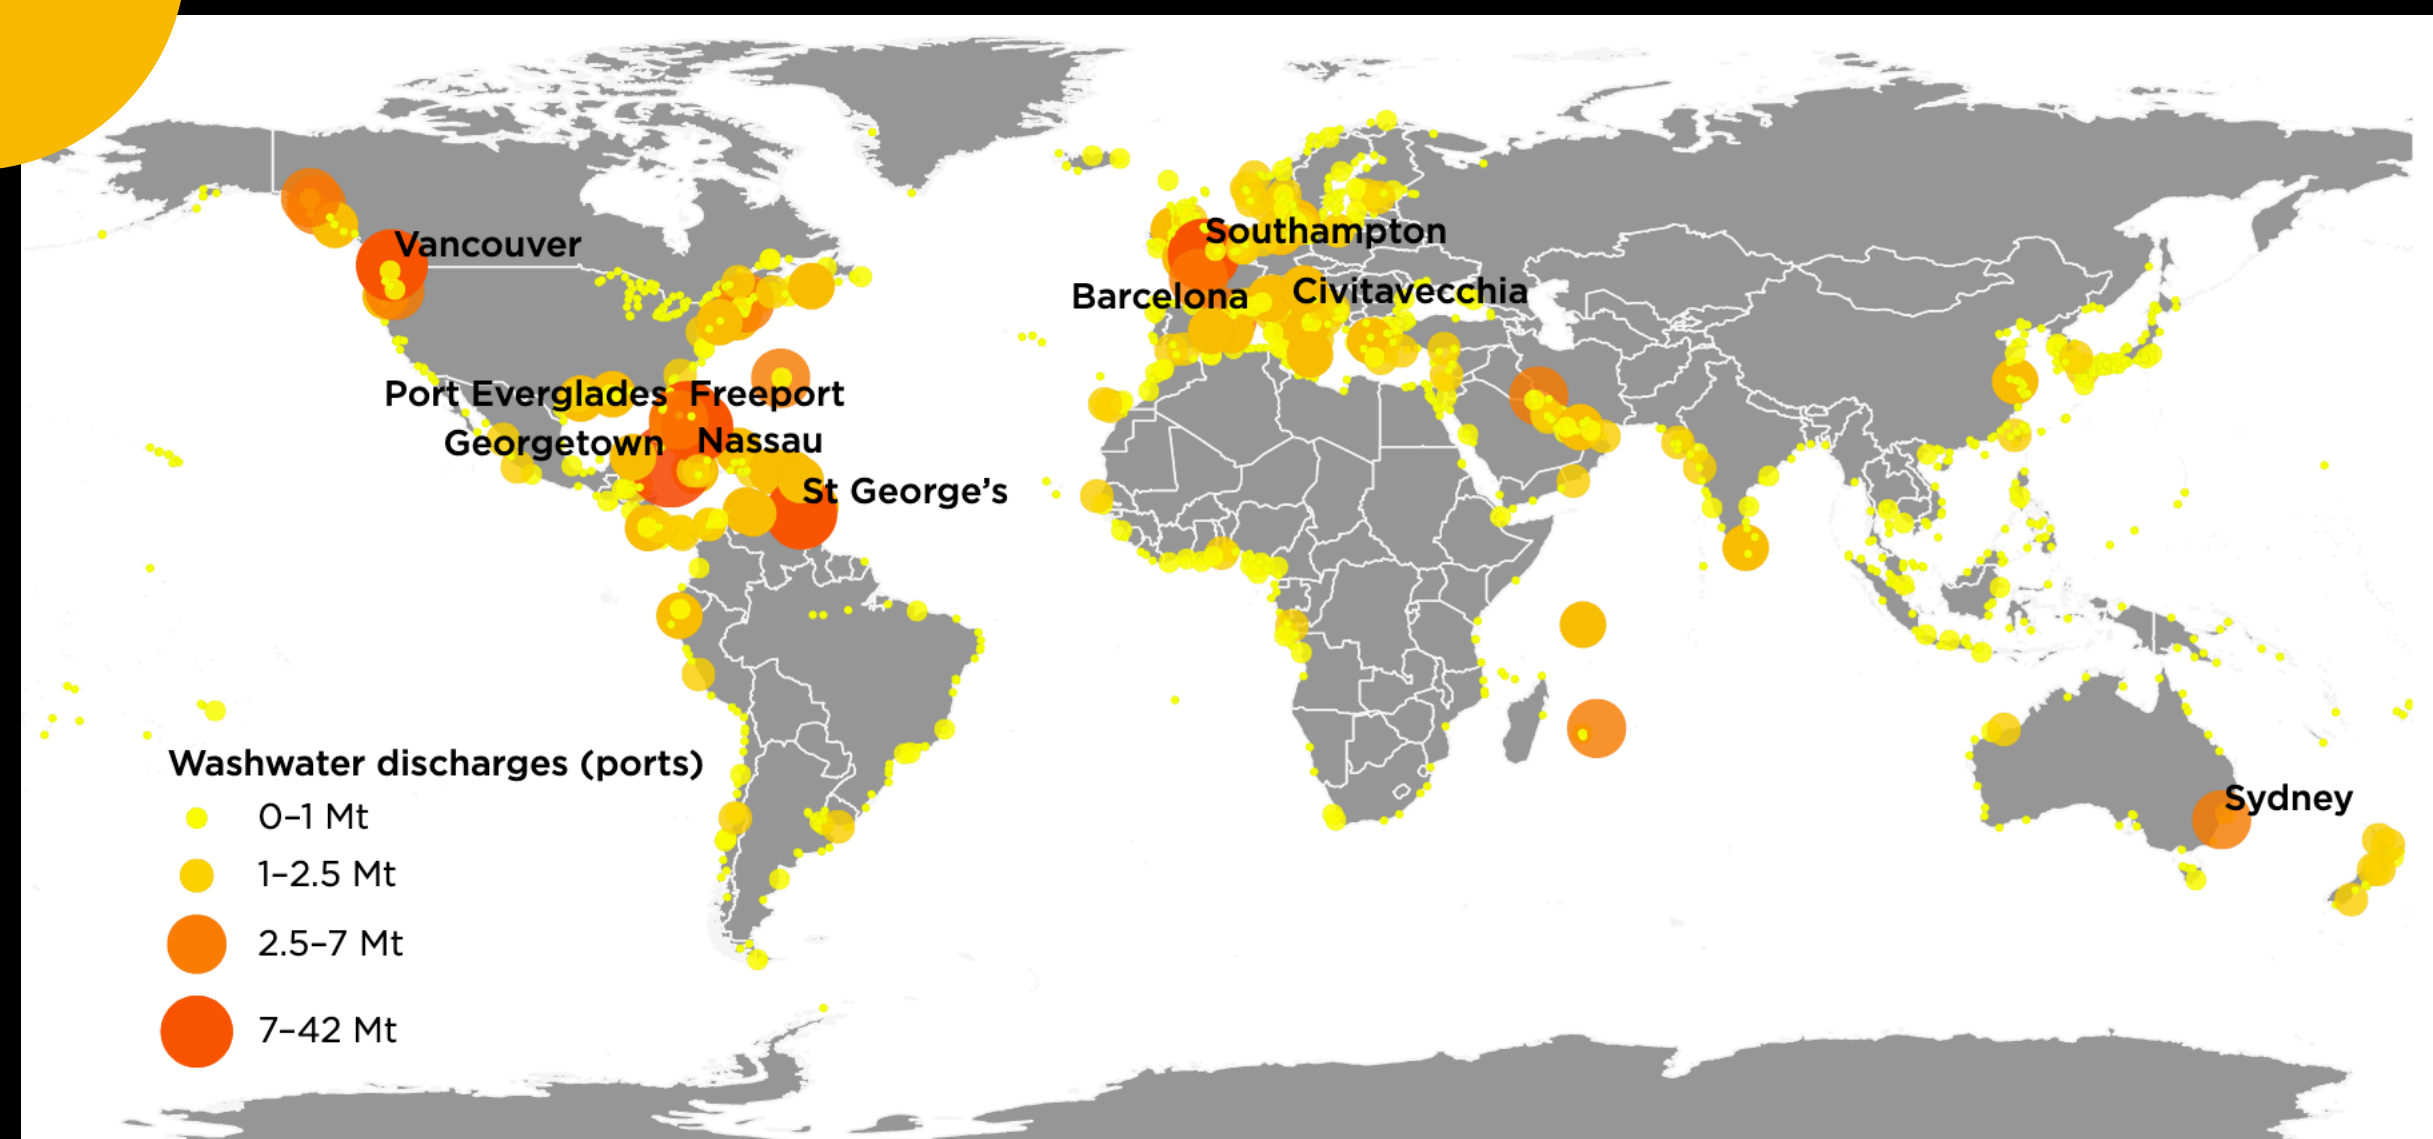 Vancouver
Southampton
Barcelona
Civitavecchia
Port Everglades
Freeport
Georgetown
Nassau
St George's
Sydney
Washwater discharges (ports)
0–1 Mt
1–2.5 Mt
2.5–7 Mt
7–42 Mt